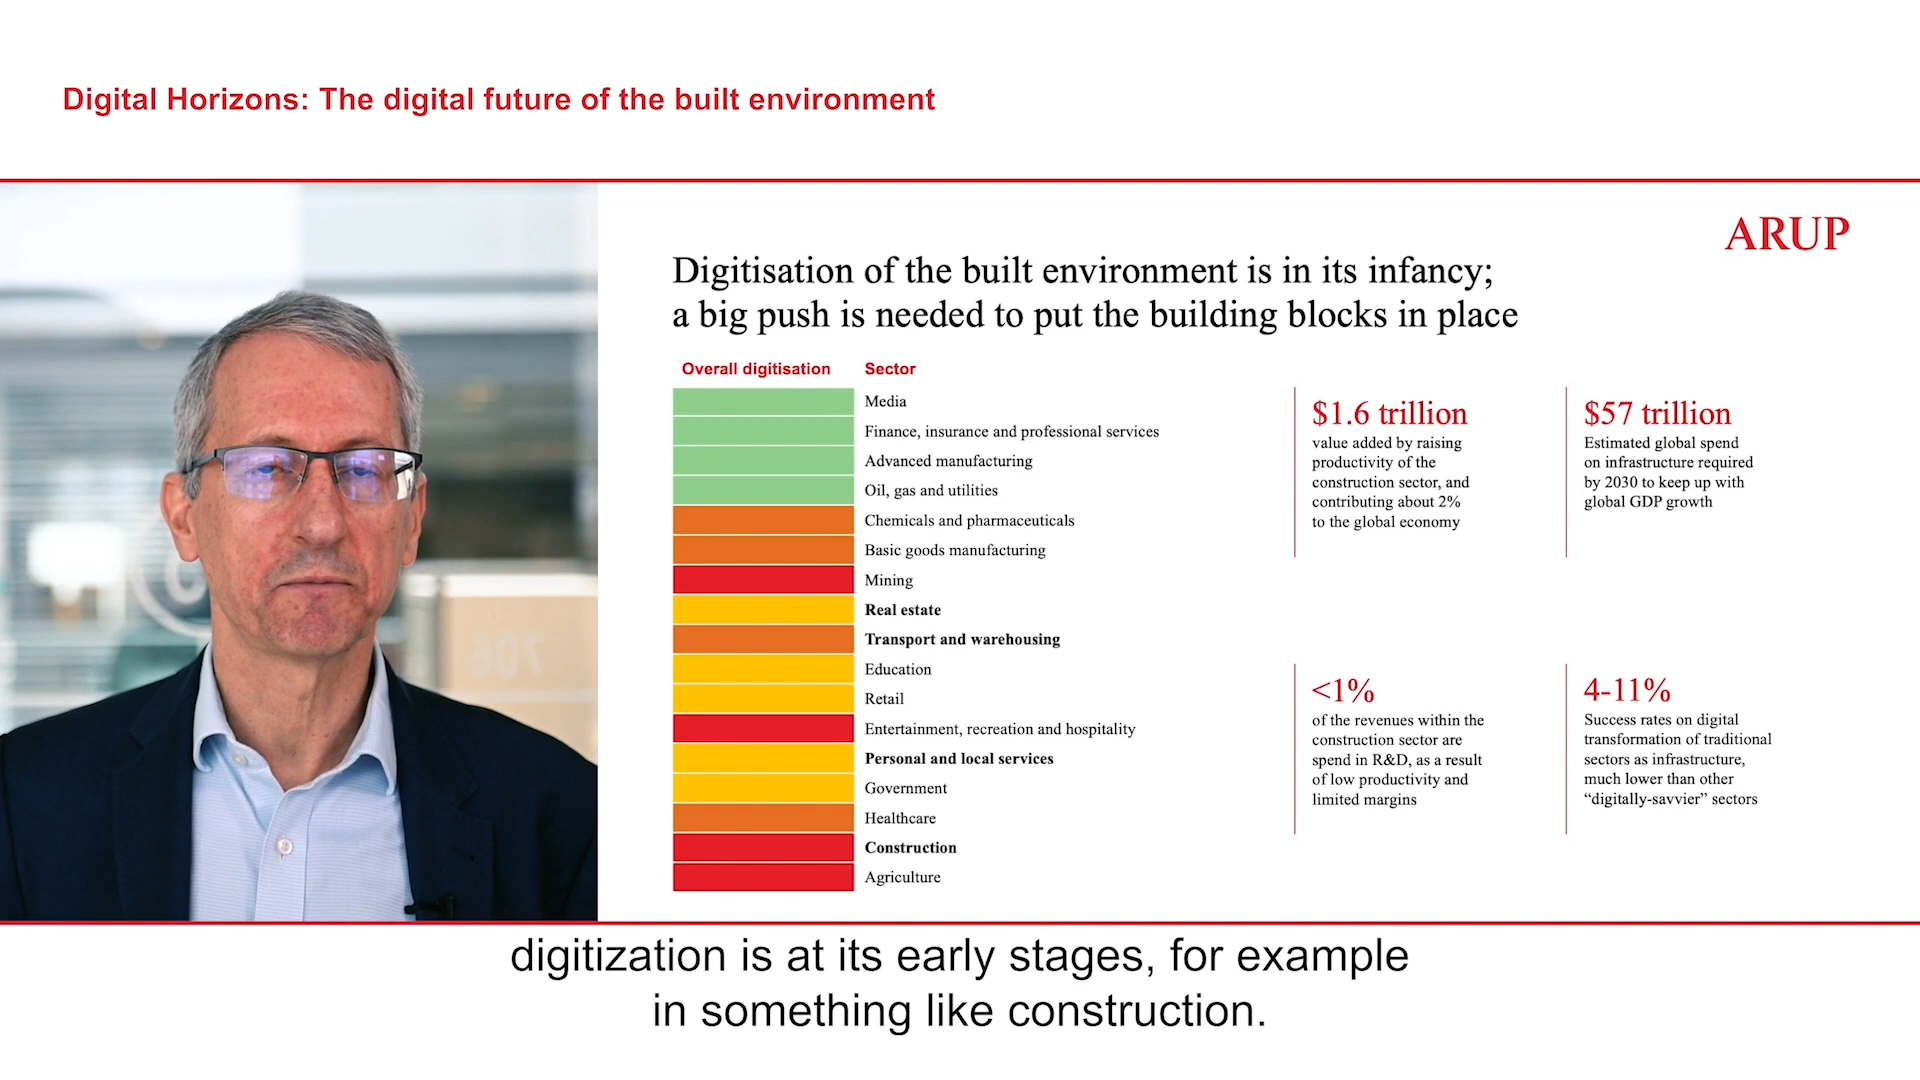 Digital Horizons: The digital future of the built environment
ARUP
Digitisation of the built environment is in its infancy;
a big push is needed to put the building blocks in place
Overall digitisation
Sector
Media
Finance, insurance and professional services
Advanced manufacturing
Oil, gas and utilities
Chemicals and pharmaceuticals
Basic goods manufacturing
Mining
Real estate
Transport and warehousing
Education
Retail
Entertainment, recreation and hospitality
Personal and local services
Government
Healthcare
Construction
Agriculture
$1.6 trillion
value added by raising
productivity of the
construction sector, and
contributing about 2%
to the global economy
$57 trillion
Estimated global spend
on infrastructure required
by 2030 to keep up with
global GDP growth
<1%
of the revenues within the
construction sector are
spend in R&D, as a result
of low productivity and
limited margins
4-11%
Success rates on digital
transformation of traditional
sectors as infrastructure,
much lower than other
“digitally-savvier” sectors
digitization is at its early stages, for example
in something like construction.